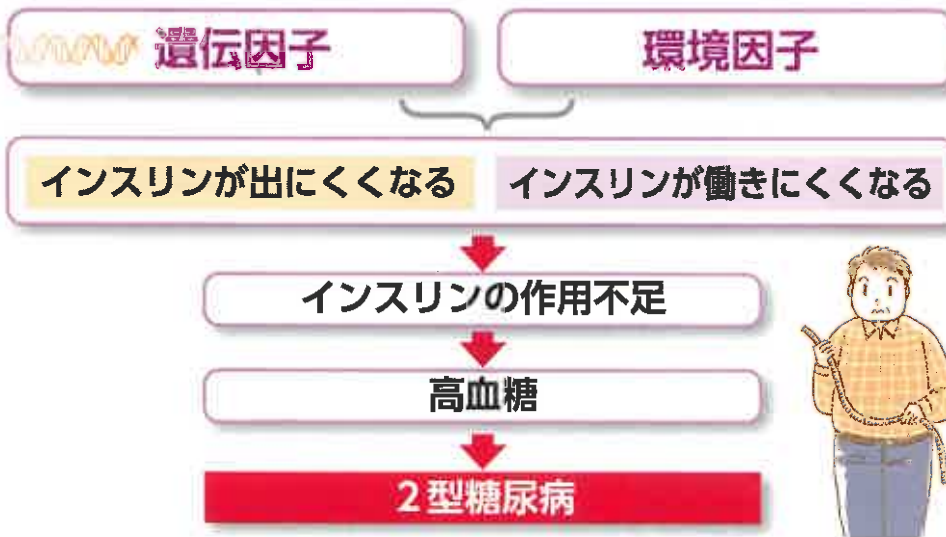 遺伝因子 環境因子
インスリンが出にくくなる インスリンが働きにくくなる
インスリンの作用不足
高血糖
2型糖尿病